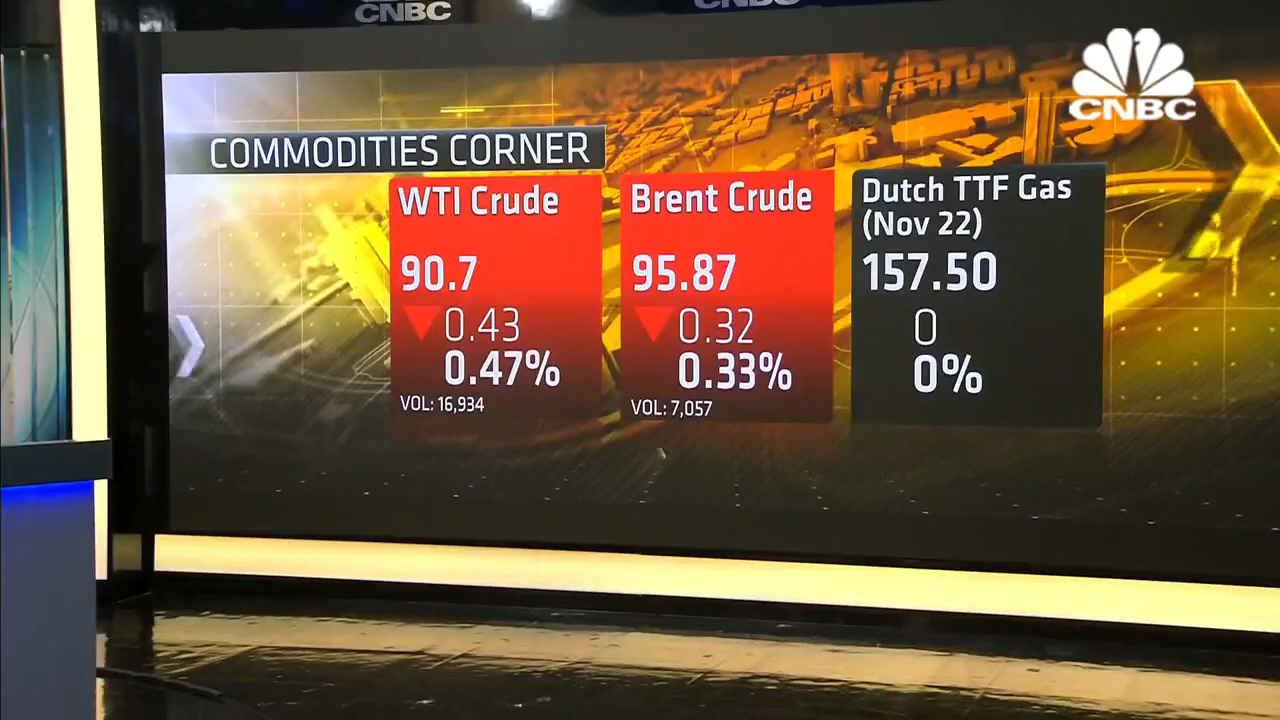 CNBC
CNBC
CNBC
COMMODITIES CORNER
WTI Crude
90.7
0.43
0.47%
VOL: 16,934
Brent Crude
95.87
0.32
0.33%
VOL: 7,057
Dutch TTF Gas
(Nov 22)
157.50
0
0%